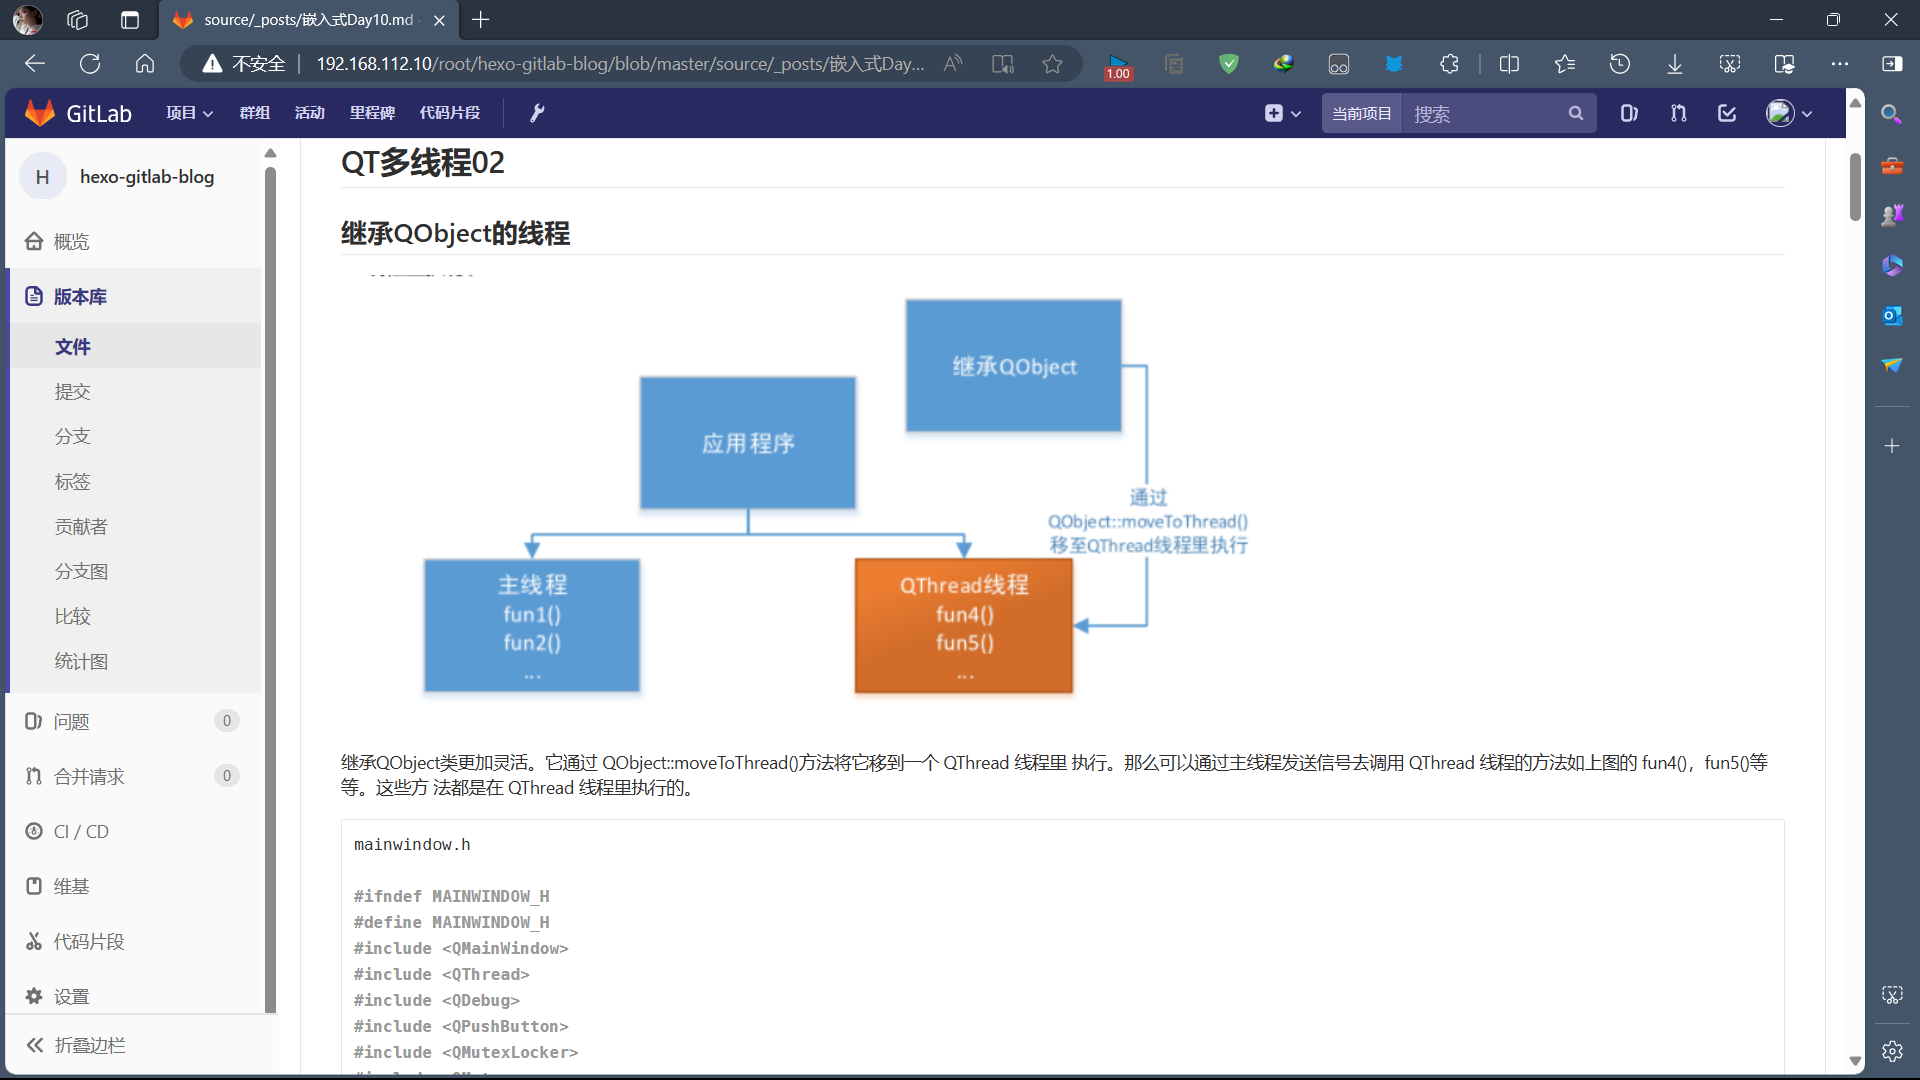 source/_posts/嵌入式Day10.md
不安全
192.168.112.10/root/hexo-gitlab-blog/blob/master/source/_posts/嵌入式Day...
1.00
GitLab
项目
群组
活动
里程碑
代码片段
当前项目
搜索
H
hexo-gitlab-blog
概览
版本库
文件
提交
分支
标签
贡献者
分支图
比较
统计图
问题
0
合并请求
0
CI / CD
维基
代码片段
设置
折叠边栏
QT多线程02
继承QObject的线程
继承QObject
应用程序
通过
QObject::moveToThread()
移至QThread线程里执行
主线程
fun1()
fun2()
...
QThread线程
fun4()
fun5()
...
继承QObject类更加灵活。它通过 QObject::moveToThread()方法将它移到一个 QThread 线程里 执行。那么可以通过主线程发送信号去调用 QThread 线程的方法如上图的 fun4()，fun5()等
等。这些方 法都是在 QThread 线程里执行的。
mainwindow.h
#ifndef MAINWINDOW_H
#define MAINWINDOW_H
#include <QMainWindow>
#include <QThread>
#include <QDebug>
#include <QPushButton>
#include <QMutexLocker>